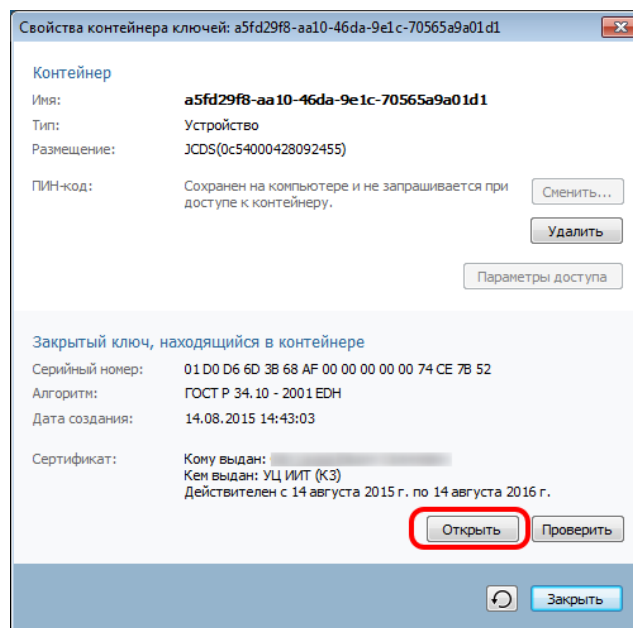 Свойства контейнера ключей: a5fd29f8-aa10-46da-9e1c-70565a9a01d1
Контейнер
Имя: a5fd29f8-aa10-46da-9e1c-70565a9a01d1
Тип: Устройство
Размещение: JCDS(0c54000428092455)
ПИН-код: Сохранен на компьютере и не запрашивается при
доступе к контейнеру.
Сменить...
Удалить
Параметры доступа
Закрытый ключ, находящийся в контейнере
Серийный номер: 01 D0 D6 6D 3B 68 AF 00 00 00 00 00 74 CE 7B 52
Алгоритм: ГОСТ Р 34.10 - 2001 EDH
Дата создания: 14.08.2015 14:43:03
Сертификат: Кому выдан:
Кем выдан: УЦ ИИТ (К3)
Действителен с 14 августа 2015 г. по 14 августа 2016 г.
Открыть Проверить
Закрыть